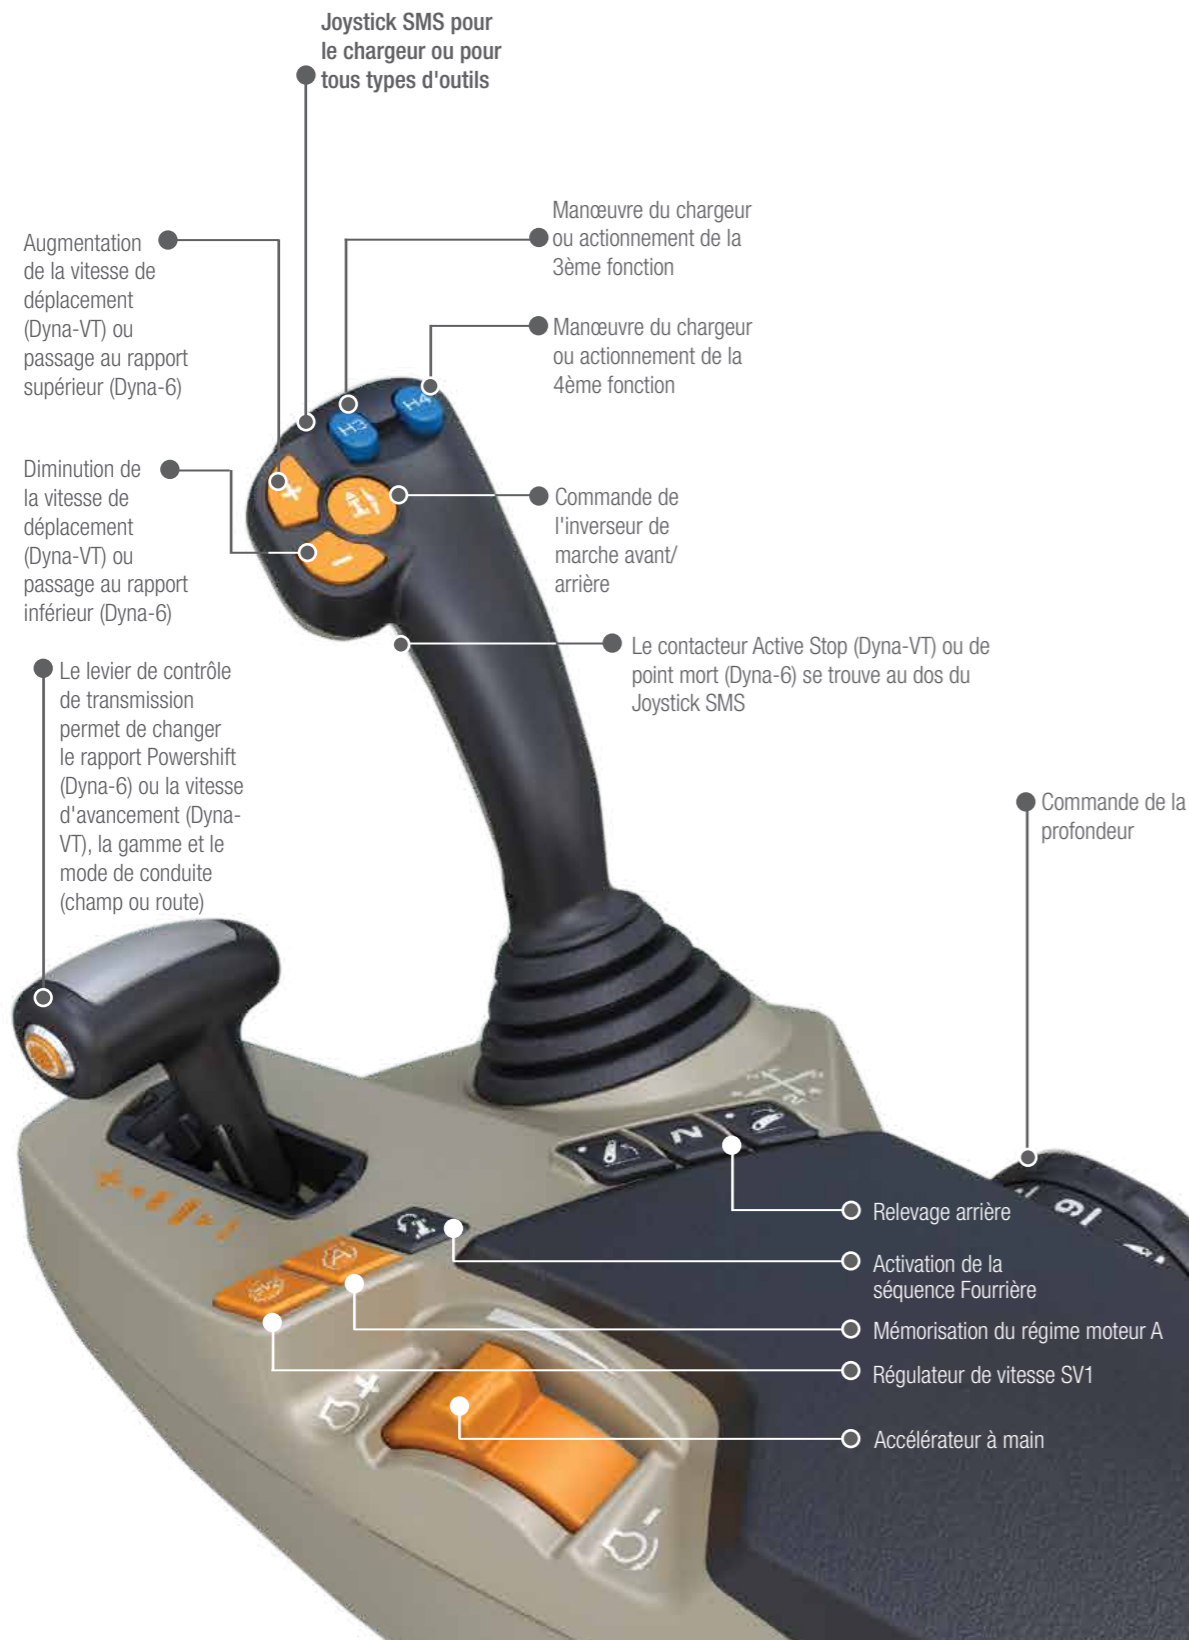 Joystick SMS pour
le chargeur ou pour
tous types d'outils
Manœuvre du chargeur
ou actionnement de la
3ème fonction
Augmentation
de la vitesse de
déplacement
(Dyna-VT) ou
passage au rapport
supérieur (Dyna-6)
Manœuvre du chargeur
ou actionnement de la
4ème fonction
H3
H4
+
Diminution de
la vitesse de
déplacement
(Dyna-VT) ou
passage au rapport
inférieur (Dyna-6)
Commande de
l'inverseur de
marche avant/
arrière
−
Le contacteur Active Stop (Dyna-VT) ou de
point mort (Dyna-6) se trouve au dos du
Joystick SMS
Le levier de contrôle
de transmission
permet de changer
le rapport Powershift
(Dyna-6) ou la vitesse
d'avancement (Dyna-
VT), la gamme et le
mode de conduite
(champ ou route)
Commande de la
profondeur
Relevage arrière
Activation de la
séquence Fourrière
Mémorisation du régime moteur A
Régulateur de vitesse SV1
Accélérateur à main